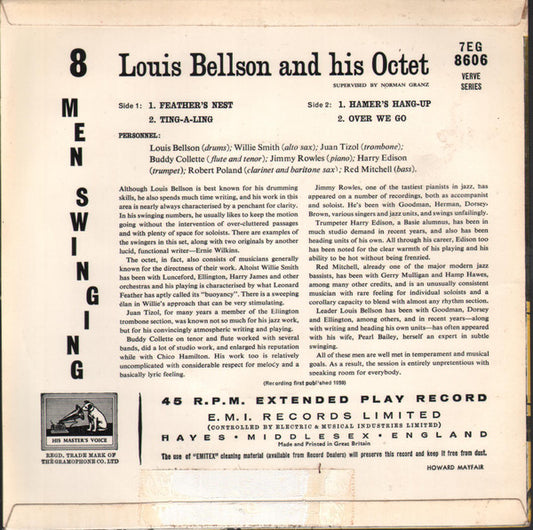 7EG
8606
VERVE
SERIES
8 MEN SWINGING
Louis Bellson and his Octet
SUPERVISED BY NORMAN GRANZ
Side 1: 1. FEATHER'S NEST
2. TING-A-LING
Side 2: 1. HAMER'S HANG-UP
2. OVER WE GO
PERSONNEL:
Louis Bellson (drums); Willie Smith (alto sax); Juan Tizol (trombone);
Buddy Collette (flute and tenor); Jimmy Rowles (piano); Harry Edison
(trumpet); Robert Poland (clarinet and baritone sax); Red Mitchell (bass).
Although Louis Bellson is best known for his drumming
skills, he also spends much time writing, and his work in this
area is nearly always characterised by a penchant for clarity.
In his swinging numbers, he usually likes to keep the motion
going without the intervention of over-cluttered passages
and with plenty of space for soloists. There are examples of
the swingers in this set, along with two originals by another
lucid, functional writer—Ernie Wilkins.
The octet, in fact, also consists of musicians generally
known for the directness of their work. Altoist Willie Smith
has been with Lunceford, Ellington, Harry James and other
orchestras and his playing is characterised by what Leonard
Feather has aptly called its "buoyancy". There is a sweeping
élan in Willie's approach that can be very stimulating.
Juan Tizol, for many years a member of the Ellington
trombone section, was known not so much for his jazz work,
but for his convincingly atmospheric writing and playing.
Buddy Collette on tenor and flute worked with several
bands, did a lot of studio work, and enlarged his reputation
while with Chico Hamilton. His work too is relatively
uncomplicated with considerable respect for melody and a
basically lyric feeling.
Jimmy Rowles, one of the tastiest pianists in jazz, has
appeared on a number of recordings, both as accompanist
and soloist. He's been with Goodman, Herman, Dorsey-
Brown, various singers and jazz units, and swings unfailingly.
Trumpeter Harry Edison, a Basie alumnus, has been in
much studio demand in recent years, and also has been
heading units of his own. All through his career, Edison too
has been noted for the clear warmth of his playing and his
ability to be hot without being frenzied.
Red Mitchell, already one of the major modern jazz
bassists, has been with Gerry Mulligan and Hamp Hawes,
among many other credits, and is an unusually consistent
musician with rare feeling for individual soloists and a
corollary capacity to blend with almost any rhythm section.
Leader Louis Bellson has been with Goodman, Dorsey
and Ellington, among others, and in recent years—along
with writing and heading his own units—has often appeared
with his wife, Pearl Bailey, herself an expert in subtle
swinging.
All of these men are well met in temperament and musical
goals. As a result, the session is entirely unpretentious with
speaking room for everybody.
(Recording first published 1959)
45 R.P.M. EXTENDED PLAY RECORD
E.M.I. RECORDS LIMITED
(CONTROLLED BY ELECTRIC & MUSICAL INDUSTRIES LIMITED)
HAYES • MIDDLESEX • ENGLAND
Made and Printed in Great Britain
The use of "EMITEX" cleaning material (available from Record Dealers) will preserve this record and keep it free from dust.
HOWARD MAYFAIR
HIS MASTER'S VOICE
REGD. TRADE MARK OF
THE GRAMOPHONE CO. LTD